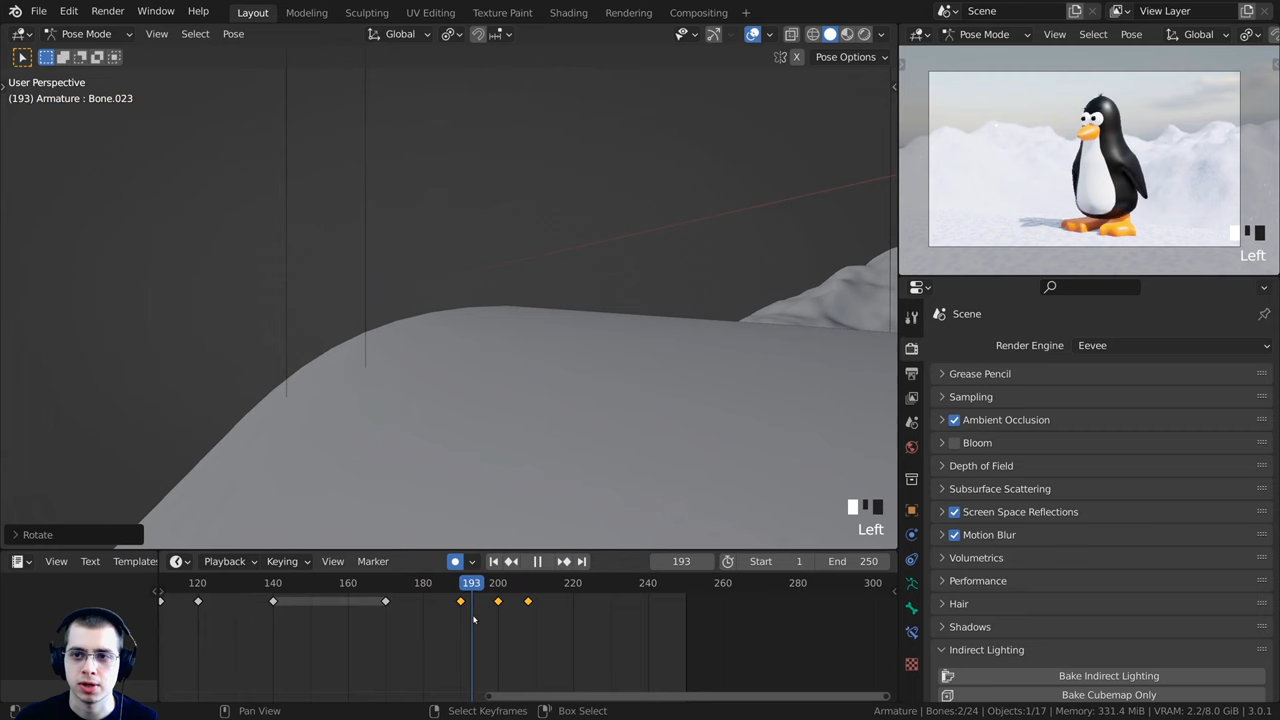 File Edit Render Window Help Layout Modeling Sculpting UV Editing Texture Paint Shading Rendering Compositing + Scene View Layer
Pose Mode View Select Pose Global Pose Mode View Select Pose Global
X Pose Options
User Perspective
(193) Armature : Bone.023
Left
Scene
Render Engine Eevee
Grease Pencil
Sampling
Ambient Occlusion
Bloom
Depth of Field
Subsurface Scattering
Screen Space Reflections
Motion Blur
Volumetrics
Performance
Hair
Shadows
Indirect Lighting
Bake Indirect Lighting
Bake Cubemap Only
Left
Rotate
View Text Templates Playback Keying View Marker 193 Start 1 End 250
120 140 160 180 193 200 220 240 260 280 300
Pan View Select Keyframes Box Select Armature | Bones:2/24 | Objects:1/17 | Memory: 331.4 MiB | VRAM: 2.2/8.0 GiB | 3.0.1